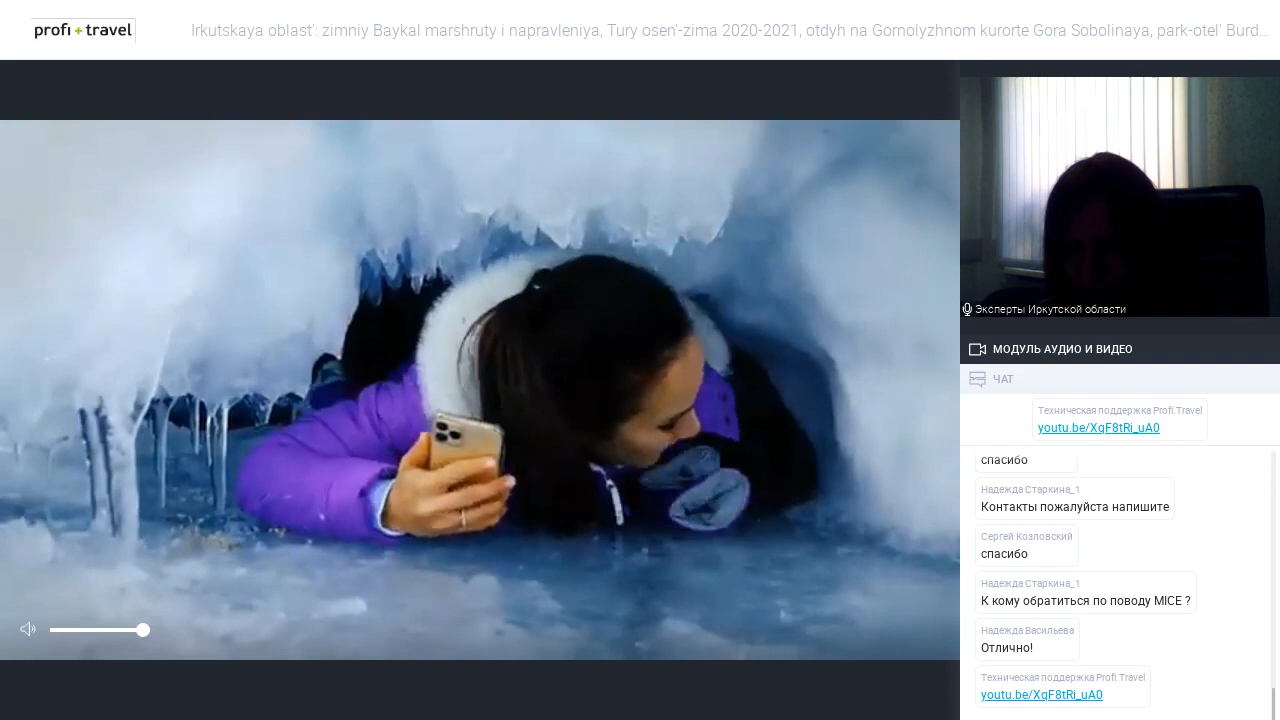 profi + travel
Irkutskaya oblast': zimniy Baykal marshruty i napravleniya, Tury osen'-zima 2020-2021, otdyh na Gornolyzhnom kurorte Gora Sobolinaya, park-otel' Burd...
Эксперты Иркутской области
МОДУЛЬ АУДИО И ВИДЕО
ЧАТ
Техническая поддержка Profi.Travel
youtu.be/XqF8tRi_uA0
спасибо
Надежда Старкина_1
Контакты пожалуйста напишите
Сергей Козловский
спасибо
Надежда Старкина_1
К кому обратиться по поводу MICE ?
Надежда Васильева
Отлично!
Техническая поддержка Profi.Travel
youtu.be/XqF8tRi_uA0